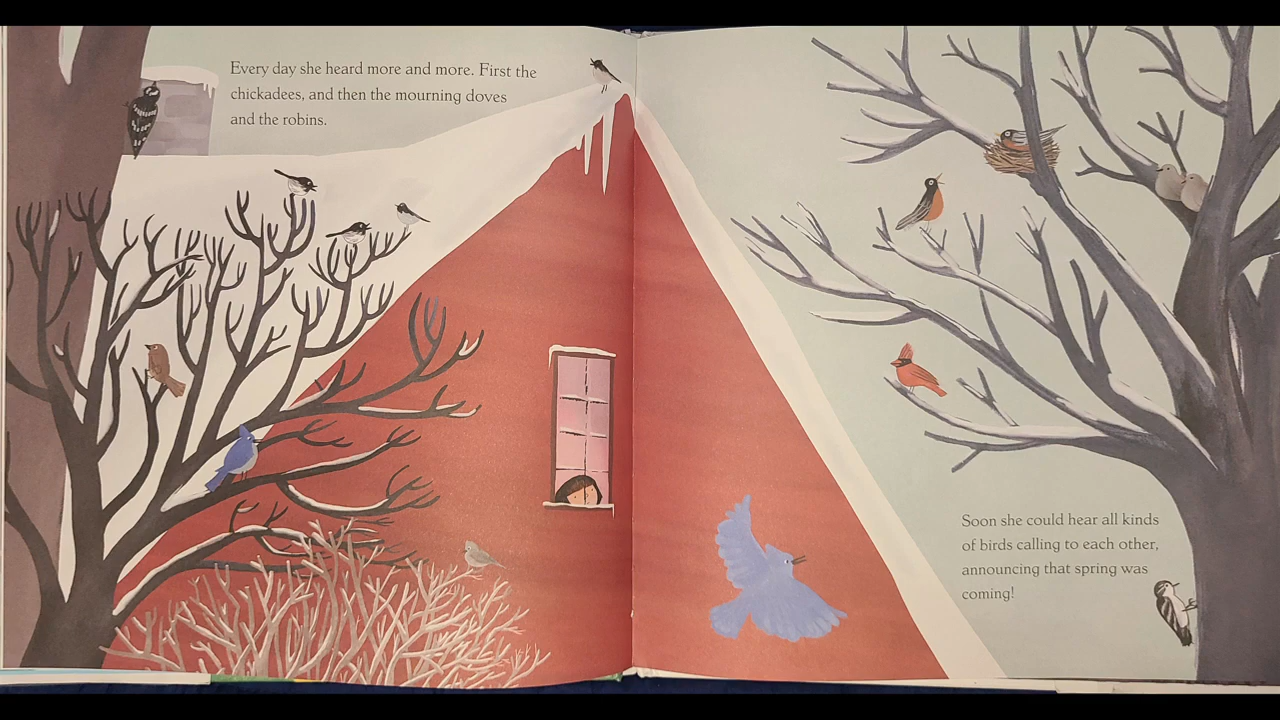 Every day she heard more and more. First the
chickadees, and then the mourning doves
and the robins.
Soon she could hear all kinds
of birds calling to each other,
announcing that spring was
coming!